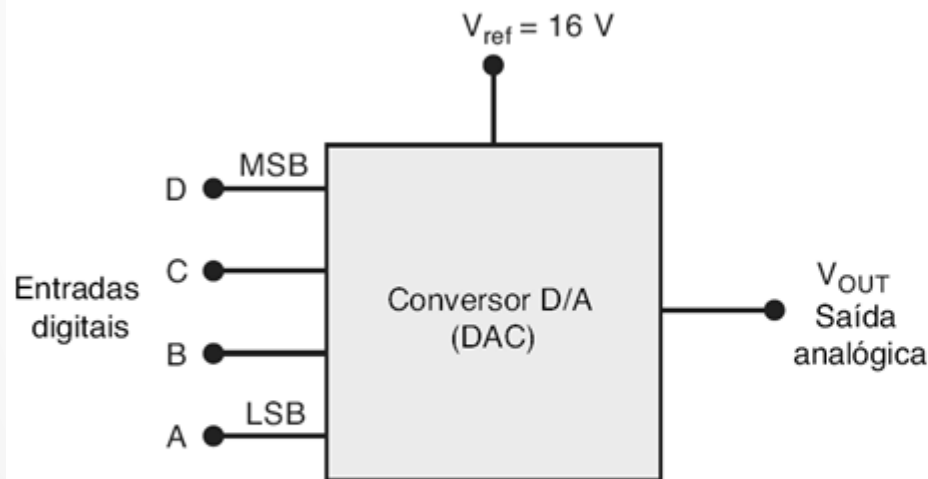 V_ref = 16 V
D
MSB
C
B
A
LSB
Entradas
digitais
Conversor D/A
(DAC)
V_OUT
Saída
analógica